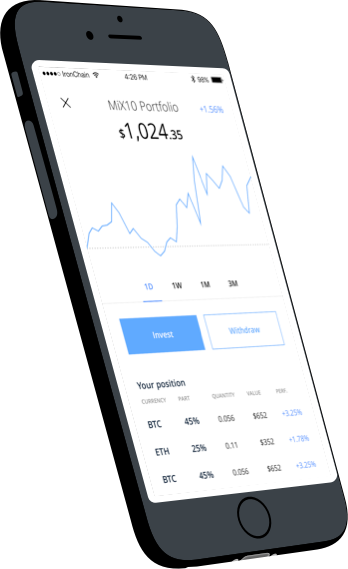 IronChain 4:26 PM 98%
MiX10 Portfolio +1.56%
$1,024.35
1D 1W 1M 3M
Invest Withdraw
Your position
CURRENCY PART QUANTITY VALUE PERF.
BTC 45% 0.056 $652 +3.25%
ETH 25% 0.11 $352 +1.78%
BTC 45% 0.056 $652 +3.25%